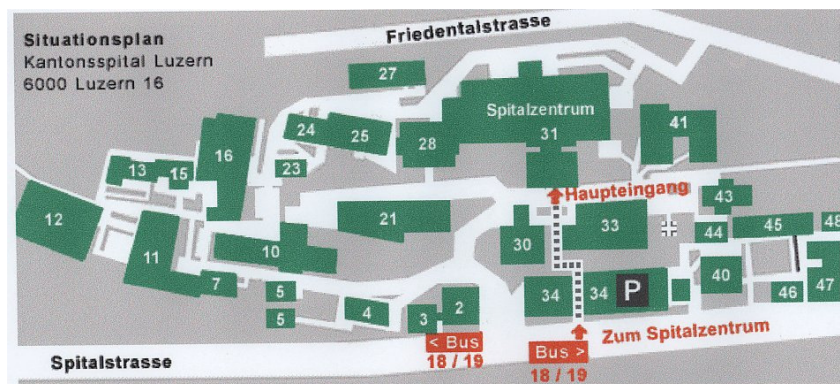 Situationsplan
Kantonsspital Luzern
6000 Luzern 16
Friedentalstrasse
27
Spitalzentrum
24
25
28
31
41
16
23
13
15
Haupteingang
43
12
21
33
45
48
44
30
10
11
7
40
5
34
34
P
46
47
4
2
5
3
Zum Spitalzentrum
< Bus
18 / 19
Bus >
18 / 19
Spitalstrasse